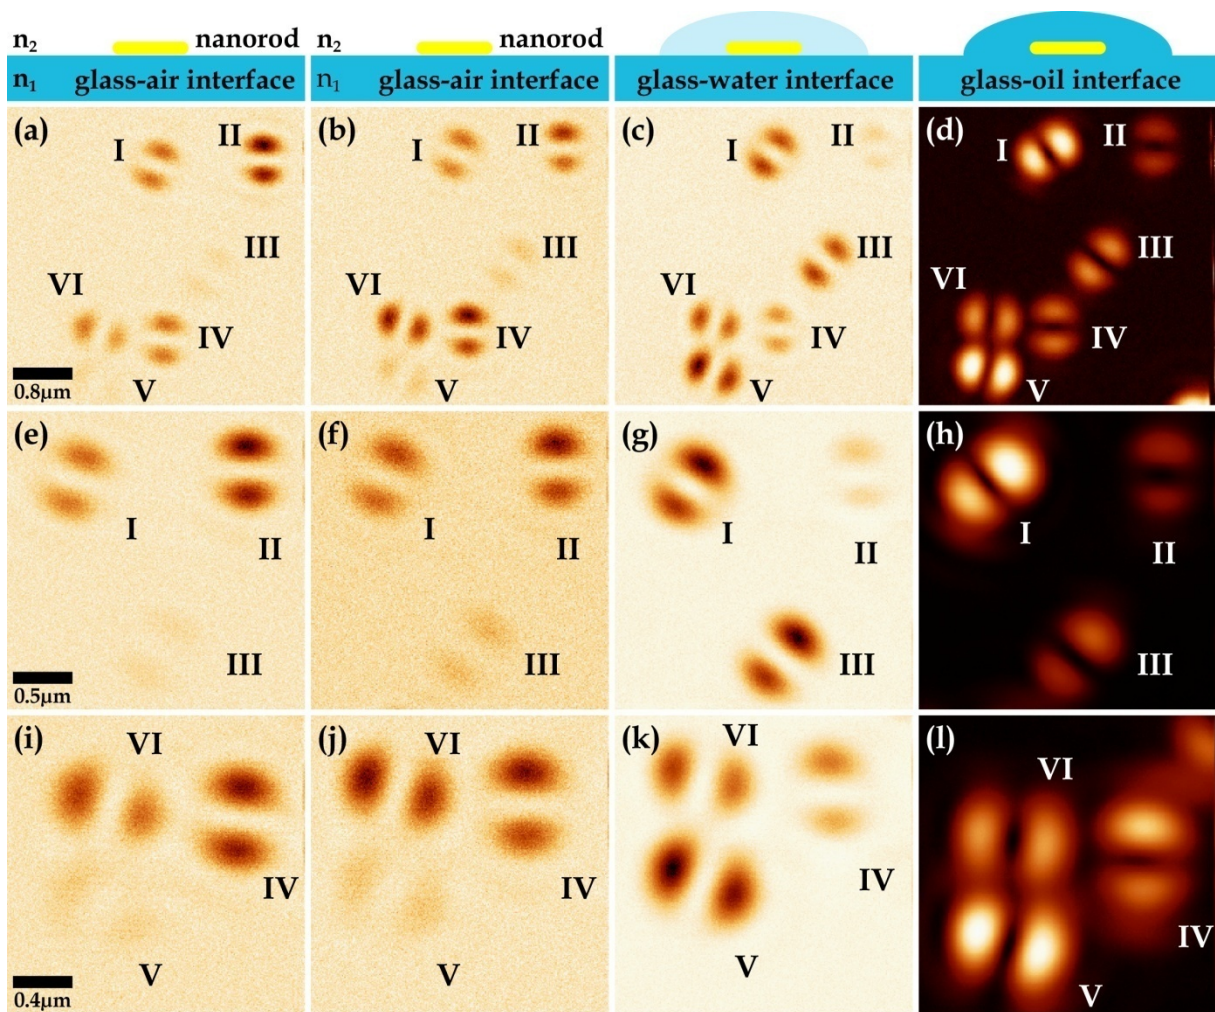 n₂ nanorod n₂ nanorod
n₁ glass-air interface n₁ glass-air interface glass-water interface glass-oil interface
(a) I II (b) I II (c) I II (d) I II
III III III III
VI VI VI VI
IV IV IV IV
0.8μm V V V V
(e) (f) (g) (h)
I I I I
II II II II
III III III III
0.5μm
(i) VI (j) VI (k) VI (l) VI
IV IV IV IV
V V V V
0.4μm